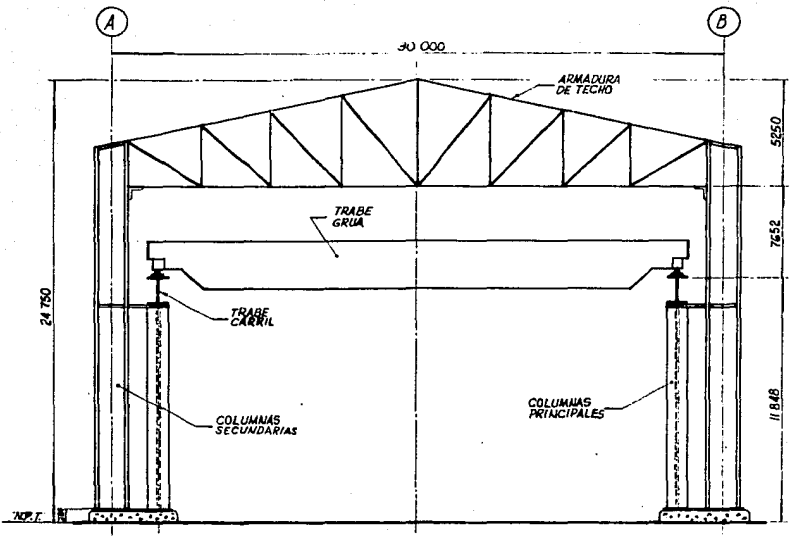 A
B
30 000
ARMADURA
DE TECHO
5250
TRABE
GRUA
7652
24 750
TRABE
CARRIL
COLUMNAS
PRINCIPALES
11 848
COLUMNAS
SECUNDARIAS
N.P.T.